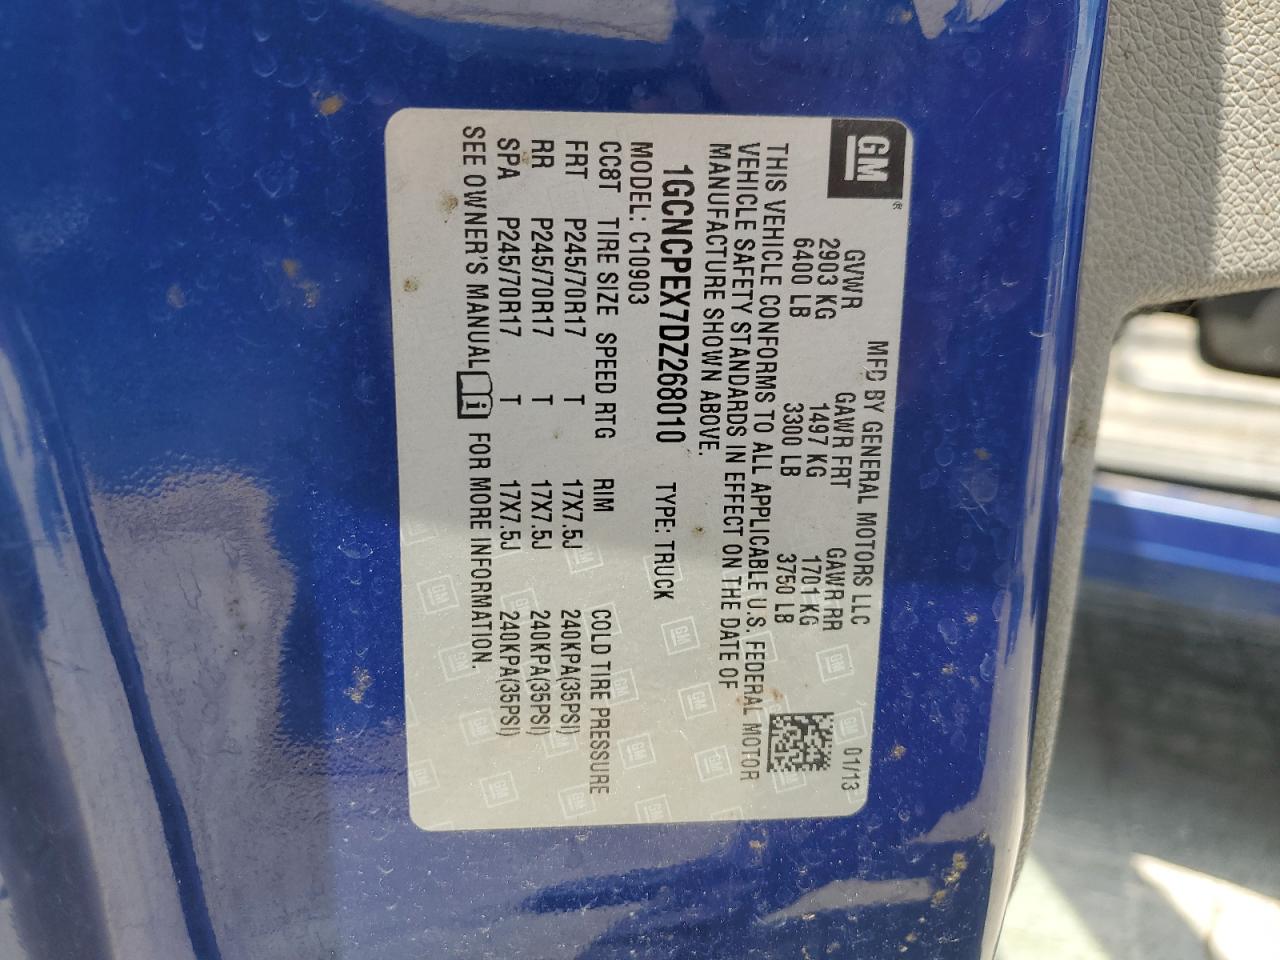 GM®
MFD BY GENERAL MOTORS LLC 01/13
GVWR GAWR FRT GAWR RR
2903 KG 1497 KG 1701 KG
6400 LB 3300 LB 3750 LB
THIS VEHICLE CONFORMS TO ALL APPLICABLE U.S. FEDERAL MOTOR
VEHICLE SAFETY STANDARDS IN EFFECT ON THE DATE OF
MANUFACTURE SHOWN ABOVE.
1GCNCPEX7DZ268010 TYPE: TRUCK
MODEL: C10903
CC8T TIRE SIZE SPEED RTG RIM COLD TIRE PRESSURE
FRT P245/70R17 T 17X7.5J 240KPA(35PSI)
RR P245/70R17 T 17X7.5J 240KPA(35PSI)
SPA P245/70R17 T 17X7.5J 240KPA(35PSI)
SEE OWNER'S MANUAL i FOR MORE INFORMATION.